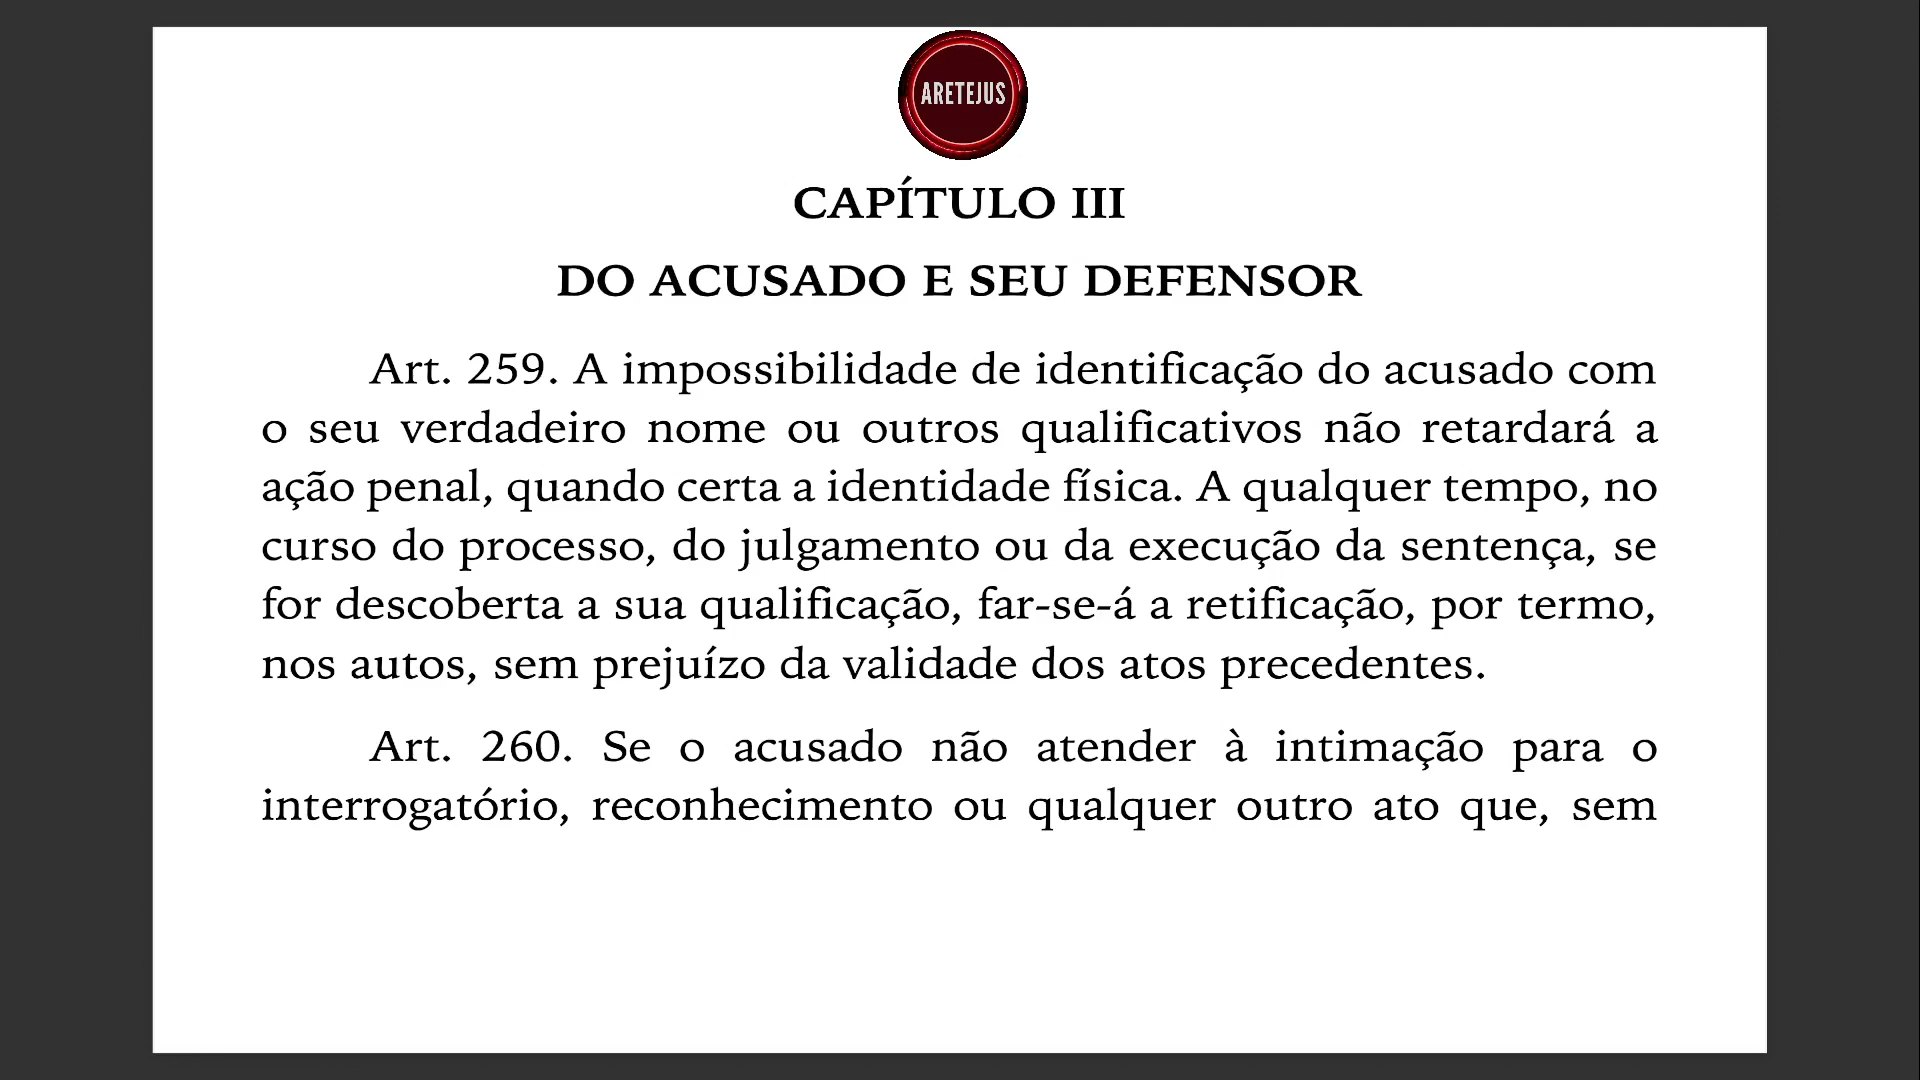 ARETEJUS
CAPÍTULO III
DO ACUSADO E SEU DEFENSOR
Art. 259. A impossibilidade de identificação do acusado com
o seu verdadeiro nome ou outros qualificativos não retardará a
ação penal, quando certa a identidade física. A qualquer tempo, no
curso do processo, do julgamento ou da execução da sentença, se
for descoberta a sua qualificação, far-se-á a retificação, por termo,
nos autos, sem prejuízo da validade dos atos precedentes.
Art. 260. Se o acusado não atender à intimação para o
interrogatório, reconhecimento ou qualquer outro ato que, sem